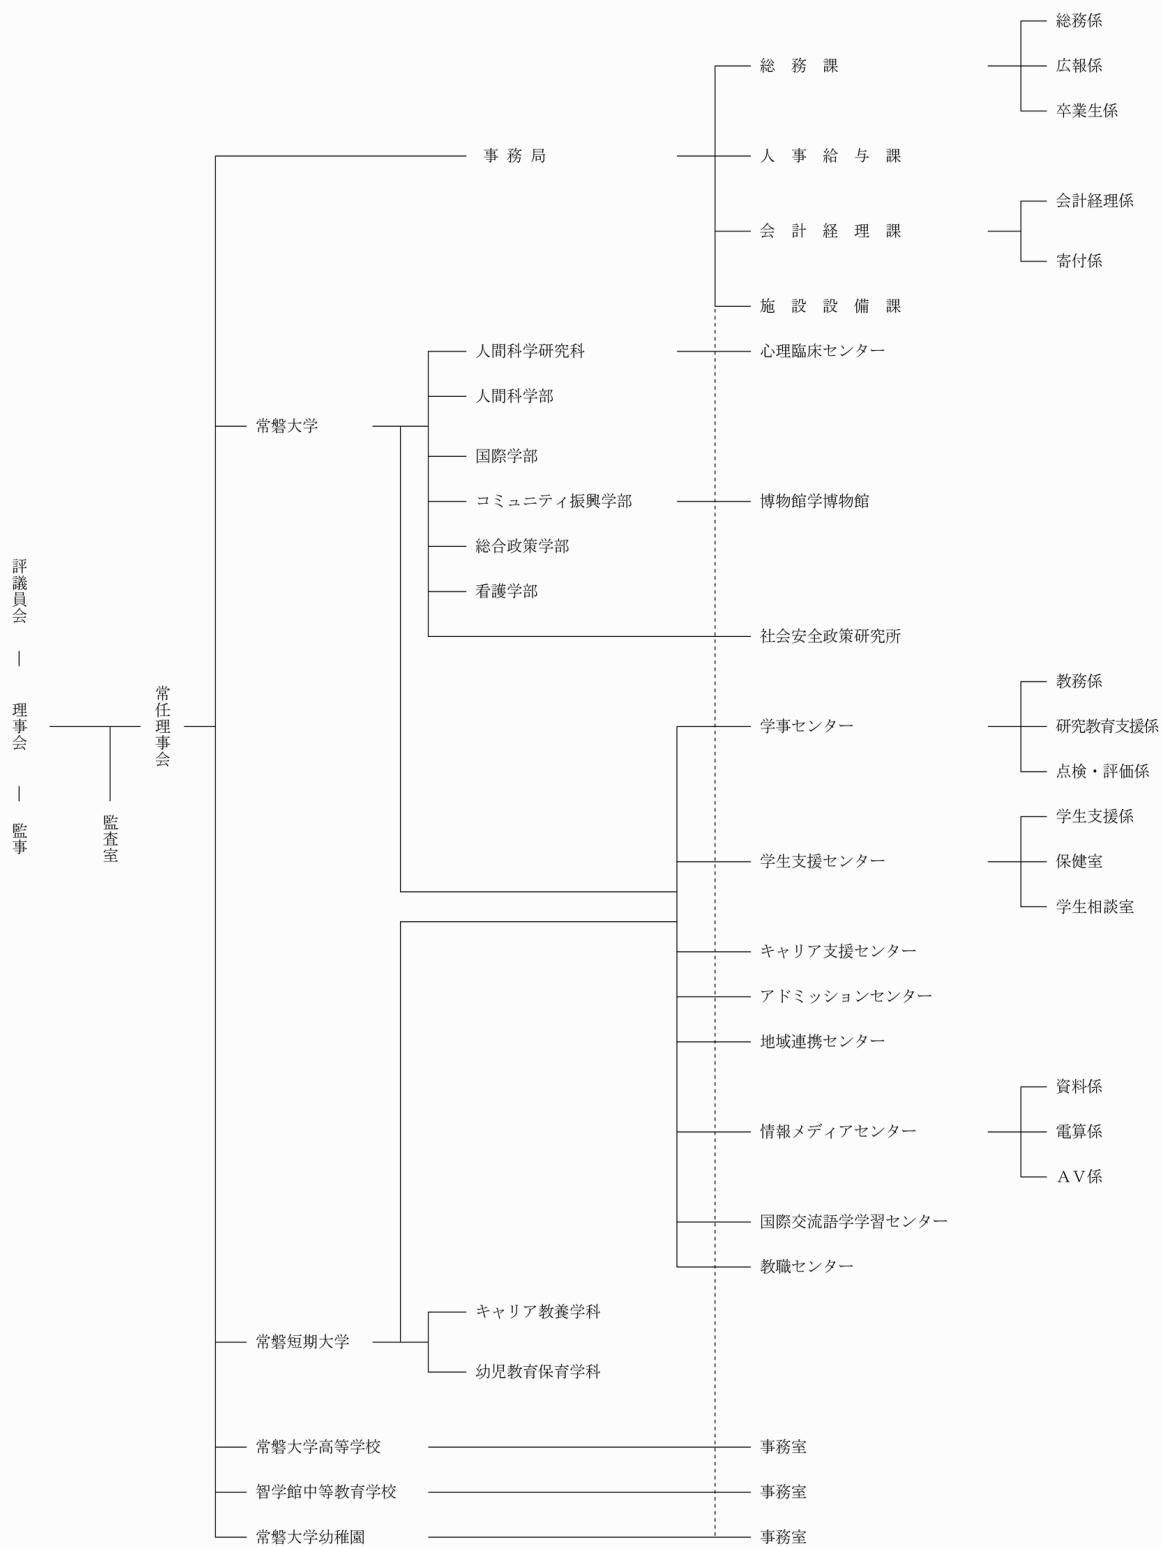 評議員会
理事会
監事
監査室
常任理事会
事務局
総務課
総務係
広報係
卒業生係
人事給与課
会計経理課
会計経理係
寄付係
施設設備課
常磐大学
人間科学研究科
心理臨床センター
人間科学部
国際学部
コミュニティ振興学部
博物館学博物館
総合政策学部
看護学部
社会安全政策研究所
学事センター
教務係
研究教育支援係
点検・評価係
学生支援センター
学生支援係
保健室
学生相談室
キャリア支援センター
アドミッションセンター
地域連携センター
情報メディアセンター
資料係
電算係
AV係
国際交流語学学習センター
教職センター
常磐短期大学
キャリア教養学科
幼児教育保育学科
常磐大学高等学校
事務室
智学館中等教育学校
事務室
常磐大学幼稚園
事務室